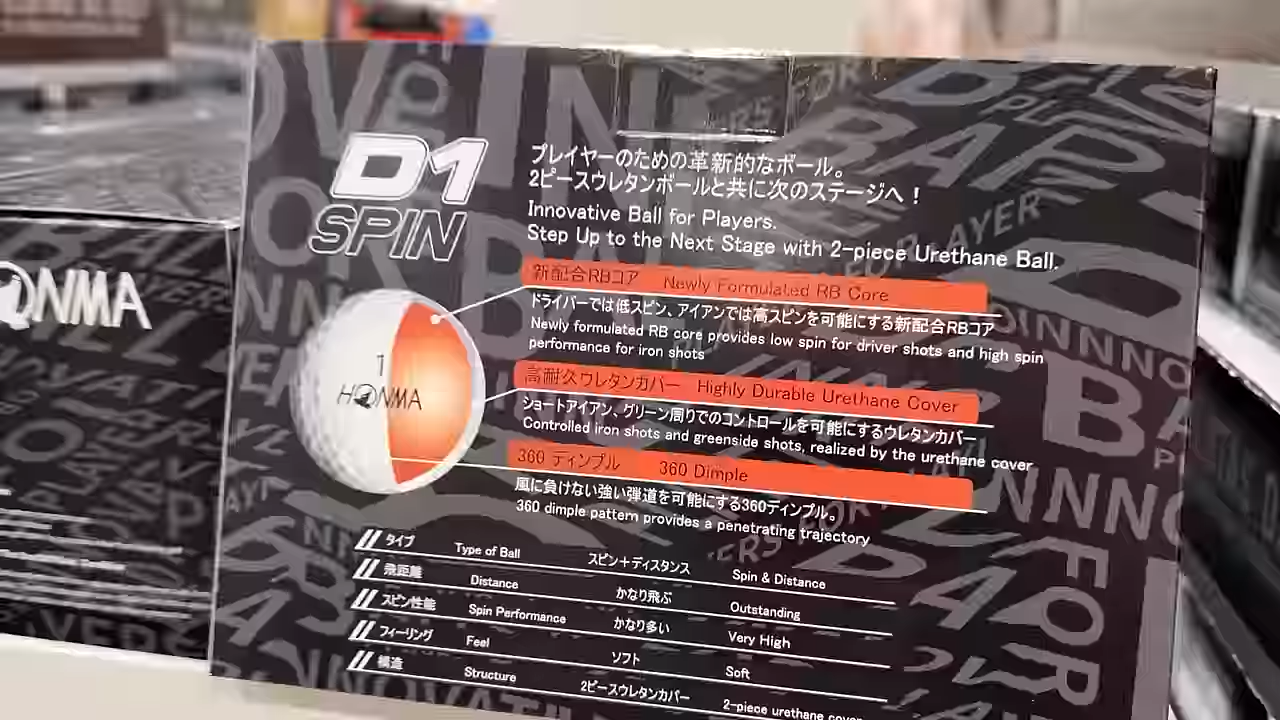 D1
SPIN
プレイヤーのための革新的なボール。
2ピースウレタンボールと共に次のステージへ！
Innovative Ball for Players.
Step Up to the Next Stage with 2-piece Urethane Ball.
新配合RBコア Newly Formulated RB Core
ドライバーでは低スピン、アイアンでは高スピンを可能にする新配合RBコア
Newly formulated RB core provides low spin for driver shots and high spin
performance for iron shots
高耐久ウレタンカバー Highly Durable Urethane Cover
ショートアイアン、グリーン周りでのコントロールを可能にするウレタンカバー
Controlled iron shots and greenside shots, realized by the urethane cover
360 ディンプル 360 Dimple
風に負けない強い弾道を可能にする360ディンプル。
360 dimple pattern provides a penetrating trajectory
1
HONMA
タイプ Type of Ball スピン＋ディスタンス Spin & Distance
飛距離 Distance かなり飛ぶ Outstanding
スピン性能 Spin Performance かなり多い Very High
フィーリング Feel ソフト Soft
構造 Structure 2ピースウレタンカバー 2-piece urethane cover
HONMA